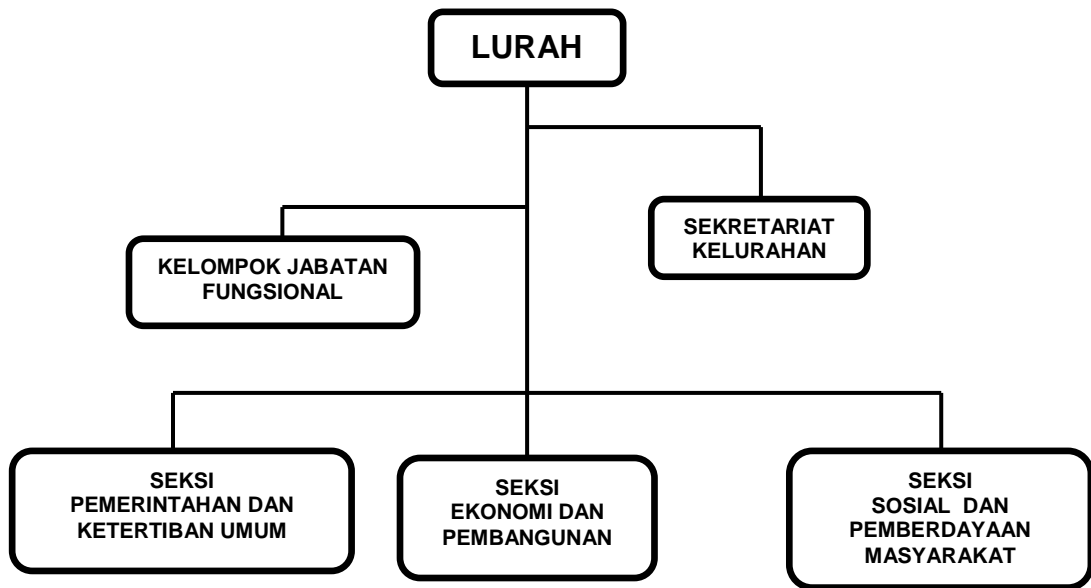 LURAH
SEKRETARIAT
KELURAHAN
KELOMPOK JABATAN
FUNGSIONAL
SEKSI
PEMERINTAHAN DAN
KETERTIBAN UMUM
SEKSI
EKONOMI DAN
PEMBANGUNAN
SEKSI
SOSIAL DAN
PEMBERDAYAAN
MASYARAKAT